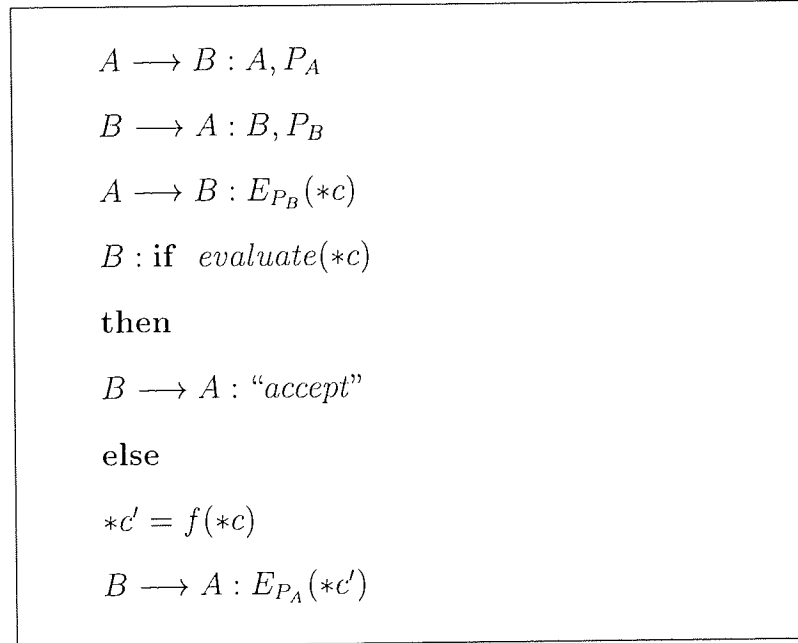 A ⟶ B : A, P_A
B ⟶ A : B, P_B
A ⟶ B : E_{P_B}(*c)
B : if evaluate(*c)
then
B ⟶ A : “accept”
else
*c′ = f(*c)
B ⟶ A : E_{P_A}(*c′)